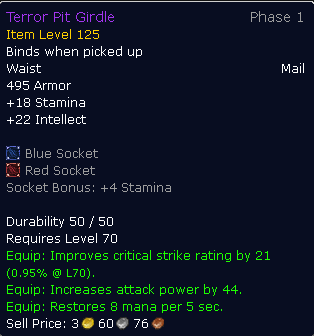 Terror Pit Girdle Phase 1
Item Level 125
Binds when picked up
Waist Mail
495 Armor
+18 Stamina
+22 Intellect
Blue Socket
Red Socket
Socket Bonus: +4 Stamina
Durability 50 / 50
Requires Level 70
Equip: Improves critical strike rating by 21
(0.95% @ L70).
Equip: Increases attack power by 44.
Equip: Restores 8 mana per 5 sec.
Sell Price: 3 60 76